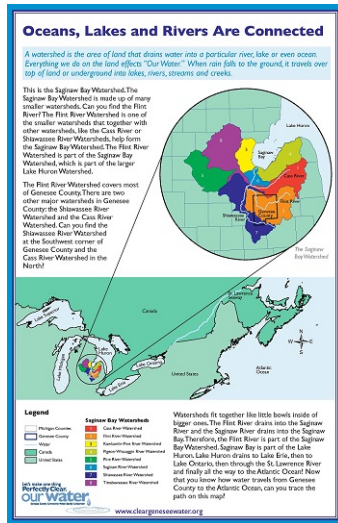 Oceans, Lakes and Rivers Are Connected
A watershed is the area of land that drains water into a particular river, lake or even ocean.
Everything we do on the land effects "Our Water." When rain falls to the ground, it travels over
top of land or underground into lakes, rivers, streams and creeks.
This is the Saginaw Bay Watershed. The
Saginaw Bay Watershed is made up of many
smaller watersheds. Can you find the Flint
River? The Flint River Watershed is one of
the smaller watersheds that together with
other watersheds, like the Cass River or
Shiawassee River Watersheds, help form
the Saginaw Bay Watershed. The Flint River
Watershed is part of the Saginaw Bay
Watershed, which is part of the larger
Lake Huron Watershed.
The Flint River Watershed covers most
of Genesee County. There are two
other major watersheds in Genesee
County: the Shiawassee River
Watershed and the Cass River
Watershed. Can you find the
Shiawassee River Watershed
at the Southwest corner of
Genesee County and the
Cass River Watershed in the
North?
Lake Huron
Saginaw
Bay
Cass River
Flint River
Shiawassee
River
Genesee
County
The Saginaw
Bay Watershed
St. Lawrence
Seaway
Canada
Lake Superior
Lake Michigan
Lake
Huron
Lake Ontario
Lake Erie
United States
Atlantic
Ocean
N
W
E
S
Legend
Michigan Counties
Genesee County
Water
Canada
United States
Saginaw Bay Watersheds
Cass River Watershed
Flint River Watershed
Kawkawlin River Watershed
Pigeon-Wiscoggin River Watershed
Pine River Watershed
Saginaw River Watershed
Shiawassee River Watershed
Tittabawassee River Watershed
Watersheds fit together like little bowls inside of
bigger ones. The Flint River drains into the Saginaw
River and the Saginaw River drains into the Saginaw
Bay. Therefore, the Flint River is part of the Saginaw
Bay Watershed. Saginaw Bay is part of the Lake
Huron. Lake Huron drains to Lake Erie, then to
Lake Ontario, then through the St. Lawrence River
and finally all the way to the Atlantic Ocean! Now
that you know how water travels from Genesee
County to the Atlantic Ocean, can you trace the
path on this map?
Let's make one thing
Perfectly Clear,
it's
our water.
www.cleargeneseewater.org